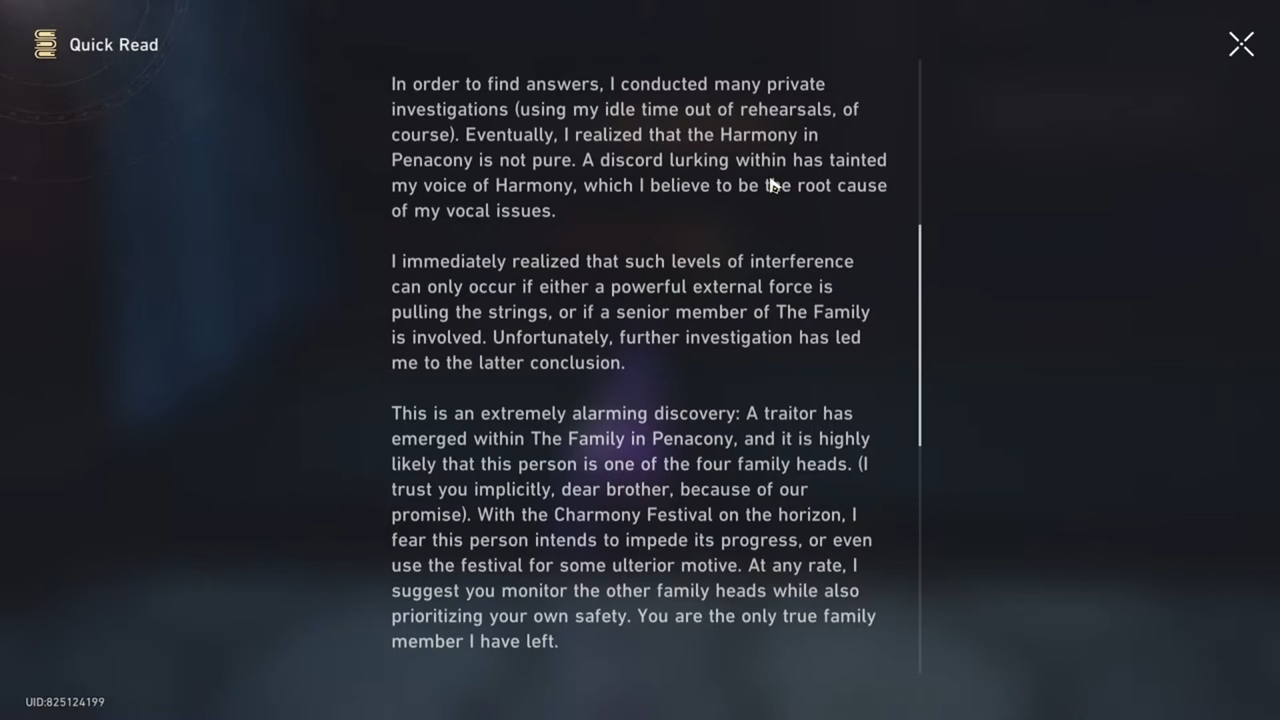 Quick Read
In order to find answers, I conducted many private
investigations (using my idle time out of rehearsals, of
course). Eventually, I realized that the Harmony in
Penacony is not pure. A discord lurking within has tainted
my voice of Harmony, which I believe to be the root cause
of my vocal issues.
I immediately realized that such levels of interference
can only occur if either a powerful external force is
pulling the strings, or if a senior member of The Family
is involved. Unfortunately, further investigation has led
me to the latter conclusion.
This is an extremely alarming discovery: A traitor has
emerged within The Family in Penacony, and it is highly
likely that this person is one of the four family heads. (I
trust you implicitly, dear brother, because of our
promise). With the Charmony Festival on the horizon, I
fear this person intends to impede its progress, or even
use the festival for some ulterior motive. At any rate, I
suggest you monitor the other family heads while also
prioritizing your own safety. You are the only true family
member I have left.
UID:825124199